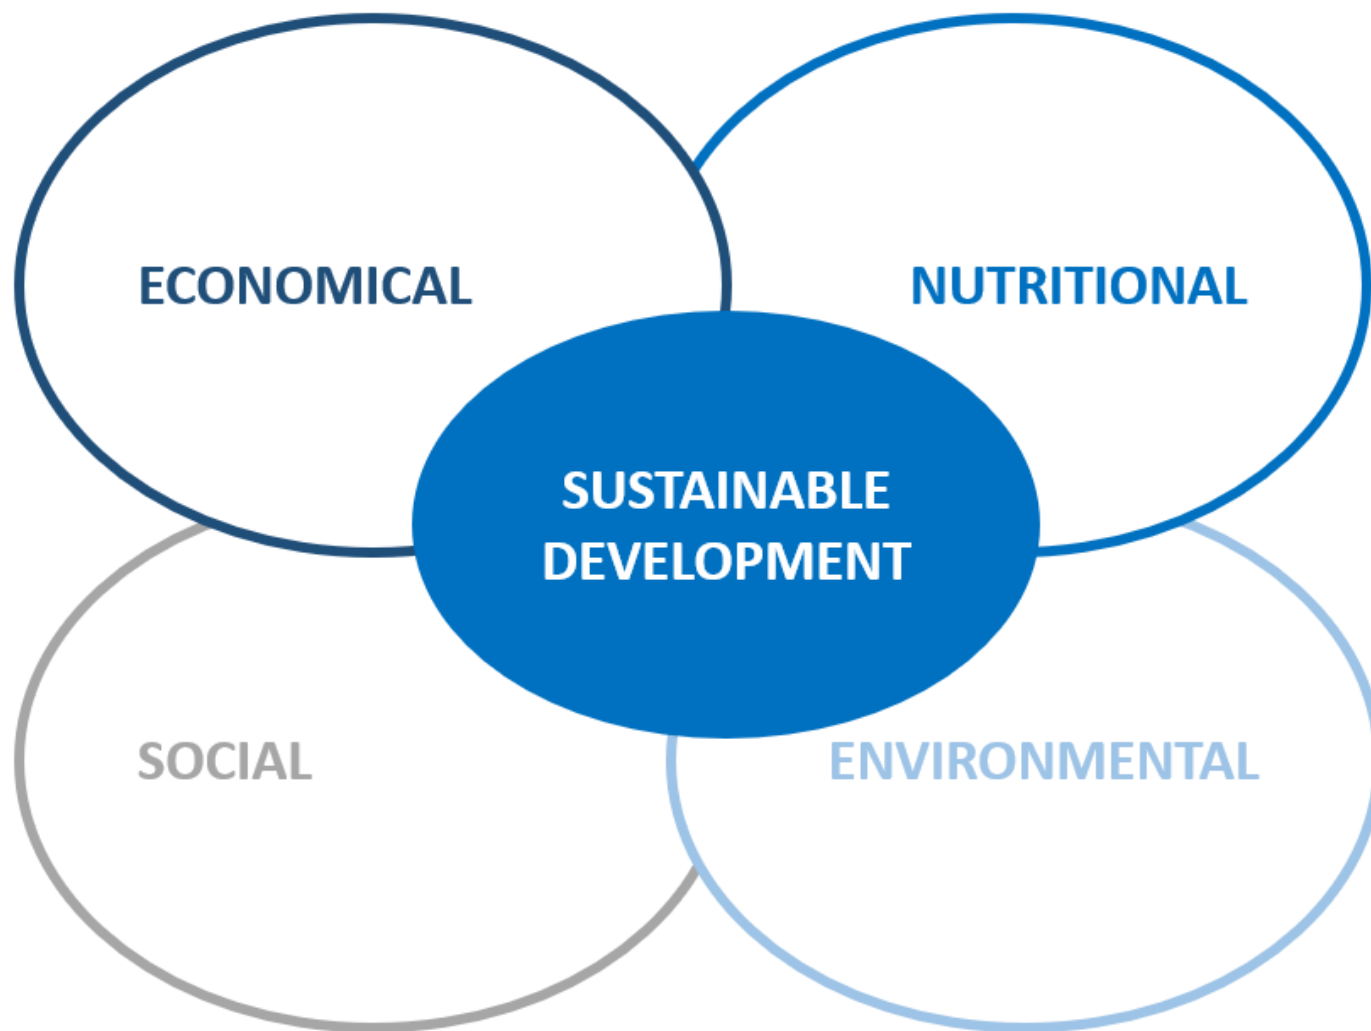 ECONOMICAL
NUTRITIONAL
SUSTAINABLE
DEVELOPMENT
SOCIAL
ENVIRONMENTAL